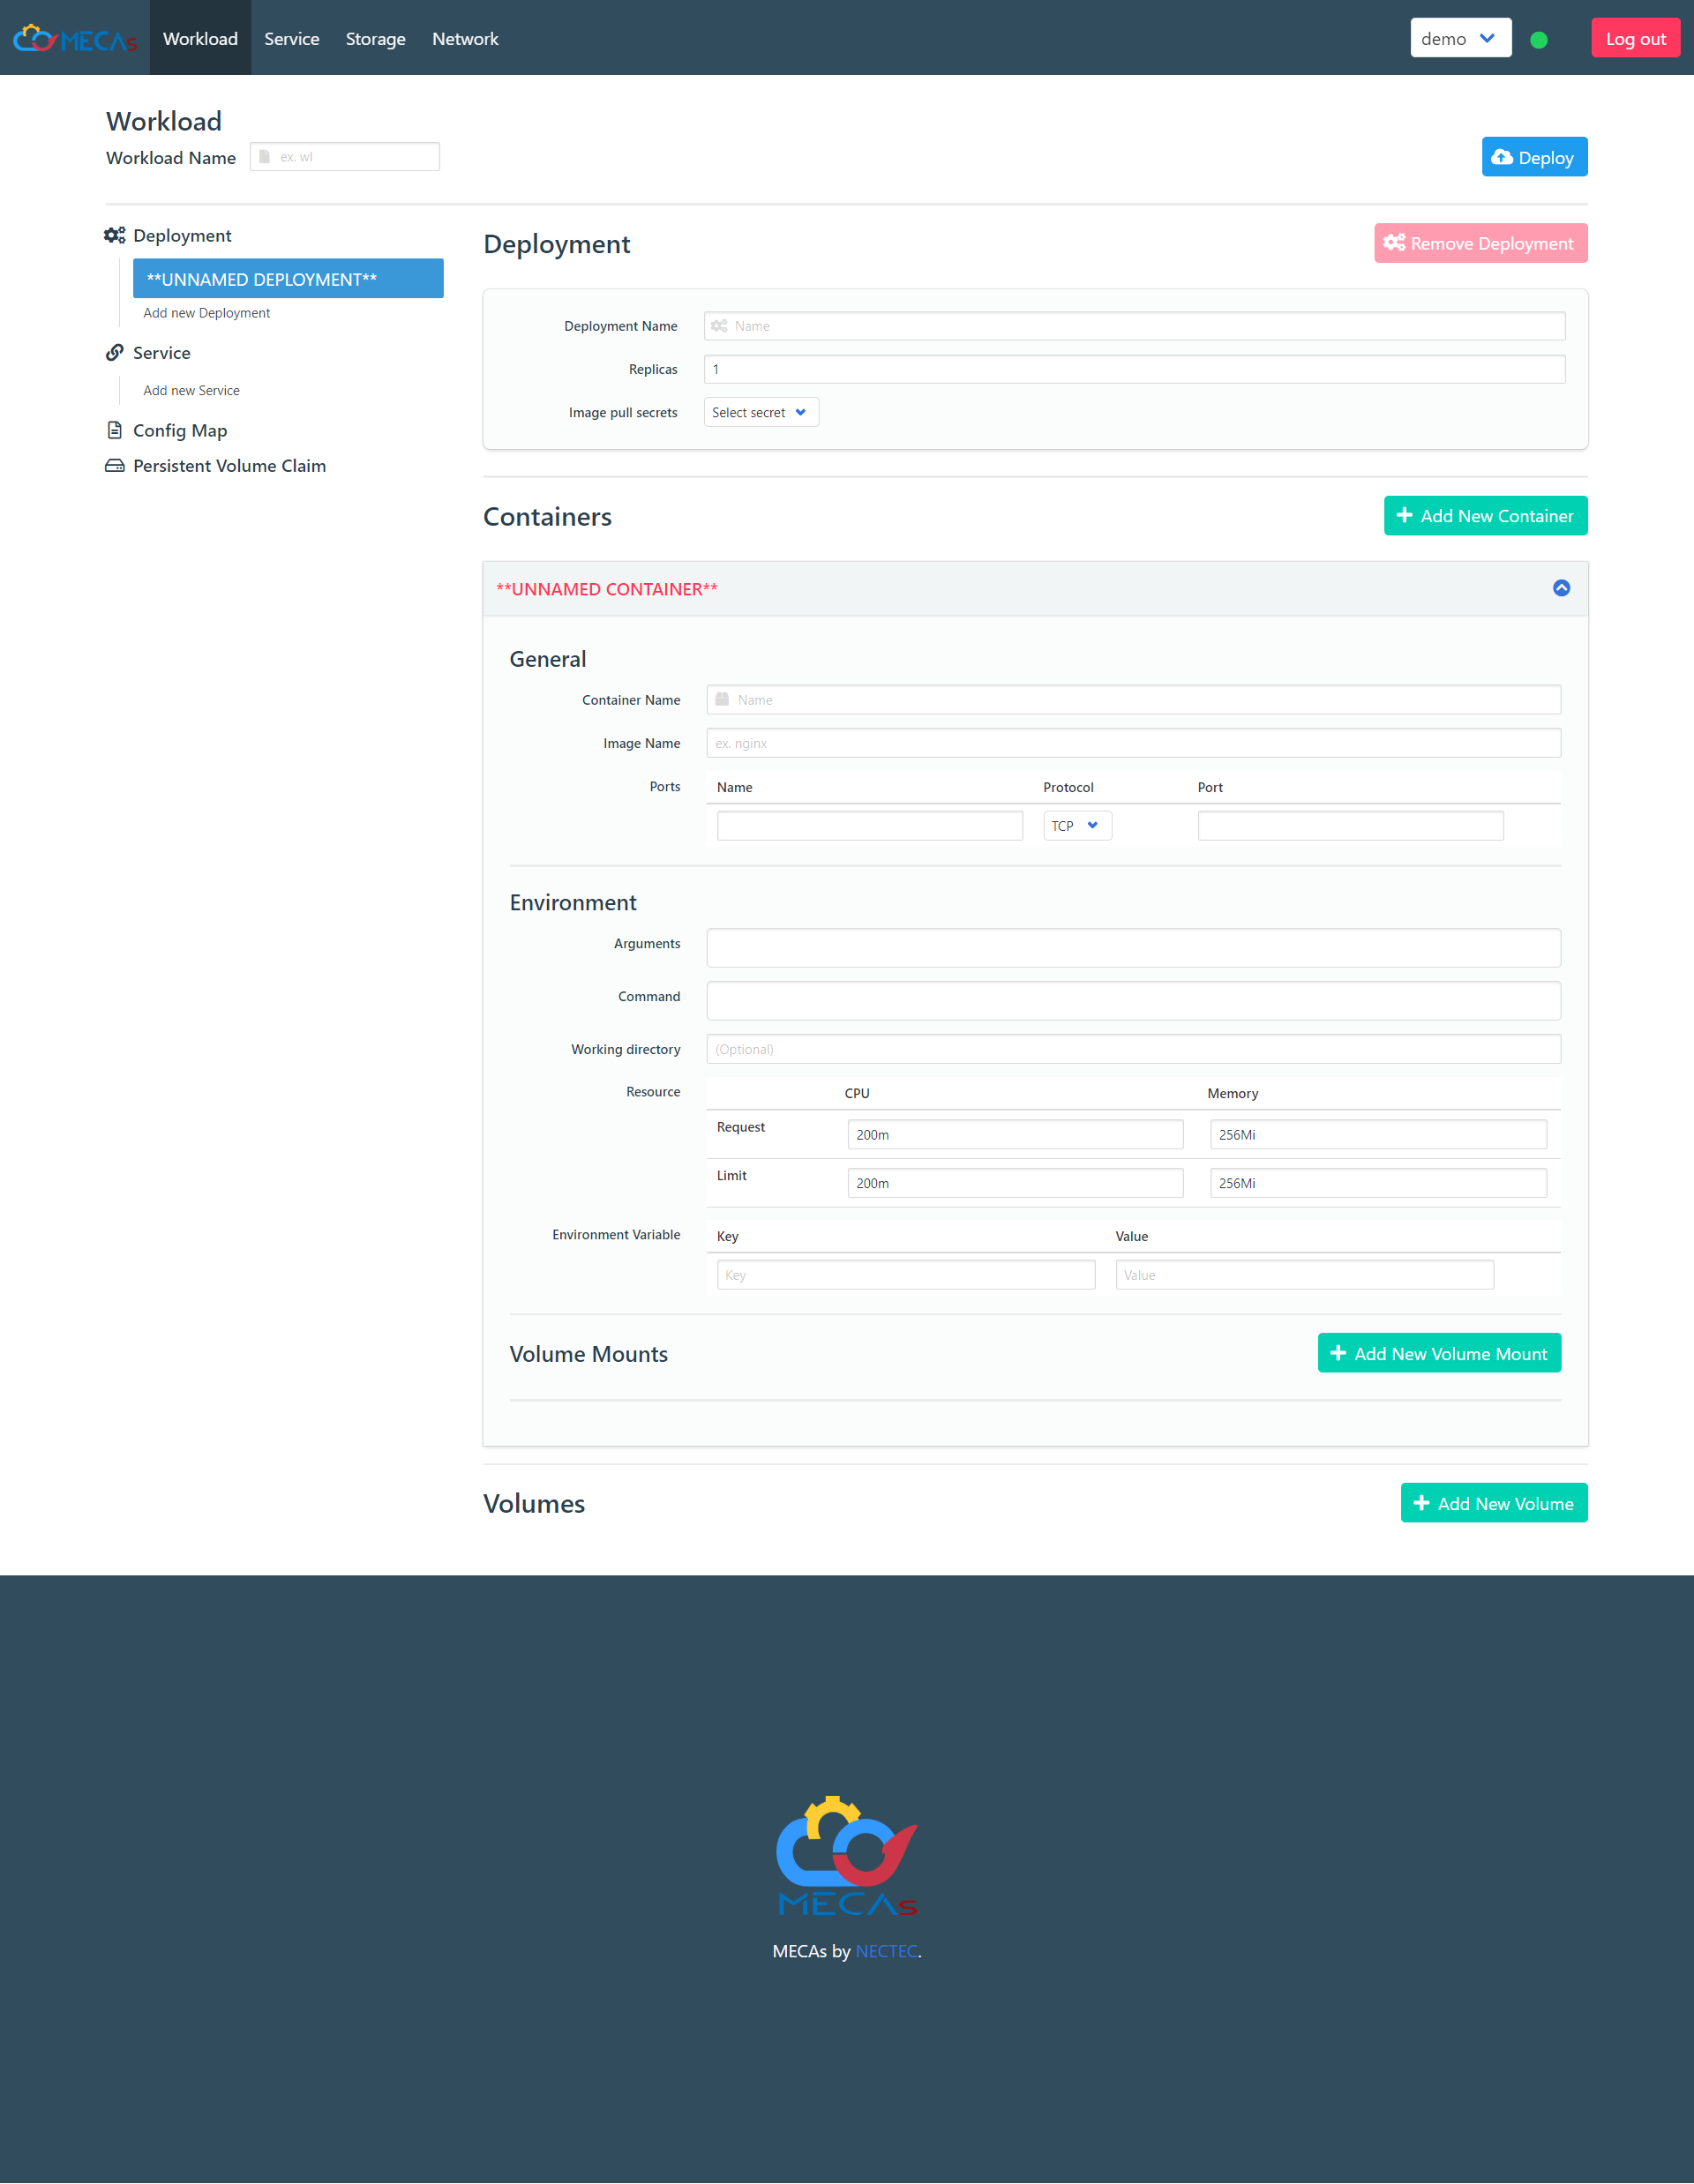 MECAs Workload Service Storage Network demo Log out
Workload
Workload Name ex. wl Deploy
Deployment
**UNNAMED DEPLOYMENT**
Add new Deployment
Service
Add new Service
Config Map
Persistent Volume Claim
Deployment Remove Deployment
Deployment Name Name
Replicas 1
Image pull secrets Select secret
Containers Add New Container
**UNNAMED CONTAINER**
General
Container Name Name
Image Name ex. nginx
Ports Name Protocol Port
TCP
Environment
Arguments
Command
Working directory (Optional)
Resource CPU Memory
Request 200m 256Mi
Limit 200m 256Mi
Environment Variable Key Value
Key Value
Volume Mounts Add New Volume Mount
Volumes Add New Volume
MECAs
MECAs by NECTEC.